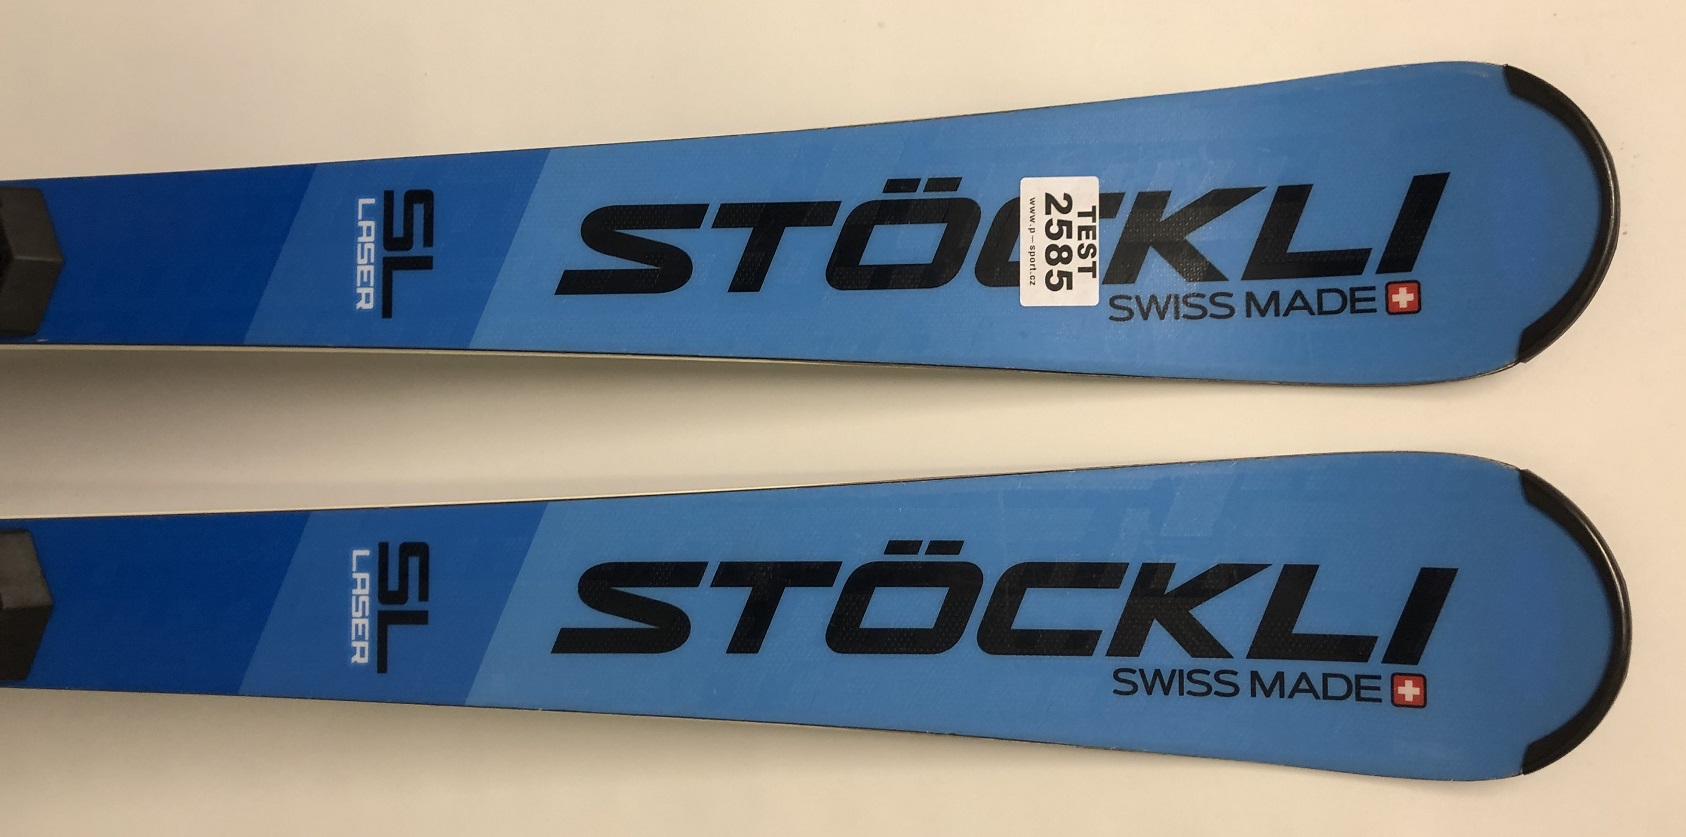 SL
LASER
STÖCKLI
TEST
2585
www.p-sport.cz
SWISS MADE
SL
LASER
STÖCKLI
SWISS MADE